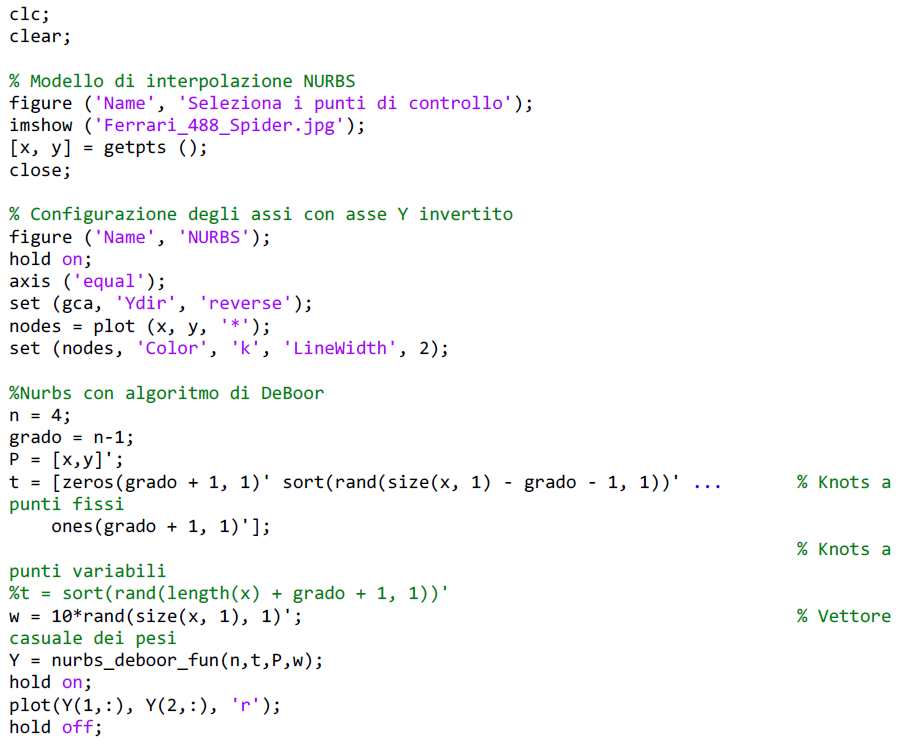 clc;
clear;

% Modello di interpolazione NURBS
figure ('Name', 'Seleziona i punti di controllo');
imshow ('Ferrari_488_Spider.jpg');
[x, y] = getpts ();
close;

% Configurazione degli assi con asse Y invertito
figure ('Name', 'NURBS');
hold on;
axis ('equal');
set (gca, 'Ydir', 'reverse');
nodes = plot (x, y, '*');
set (nodes, 'Color', 'k', 'LineWidth', 2);

%Nurbs con algoritmo di DeBoor
n = 4;
grado = n-1;
P = [x,y]';
t = [zeros(grado + 1, 1)' sort(rand(size(x, 1) - grado - 1, 1))' ... % Knots a
punti fissi
    ones(grado + 1, 1)'];
% Knots a
punti variabili
%t = sort(rand(length(x) + grado + 1, 1))'
w = 10*rand(size(x, 1), 1)'; % Vettore
casuale dei pesi
Y = nurbs_deboor_fun(n,t,P,w);
hold on;
plot(Y(1,:), Y(2,:), 'r');
hold off;